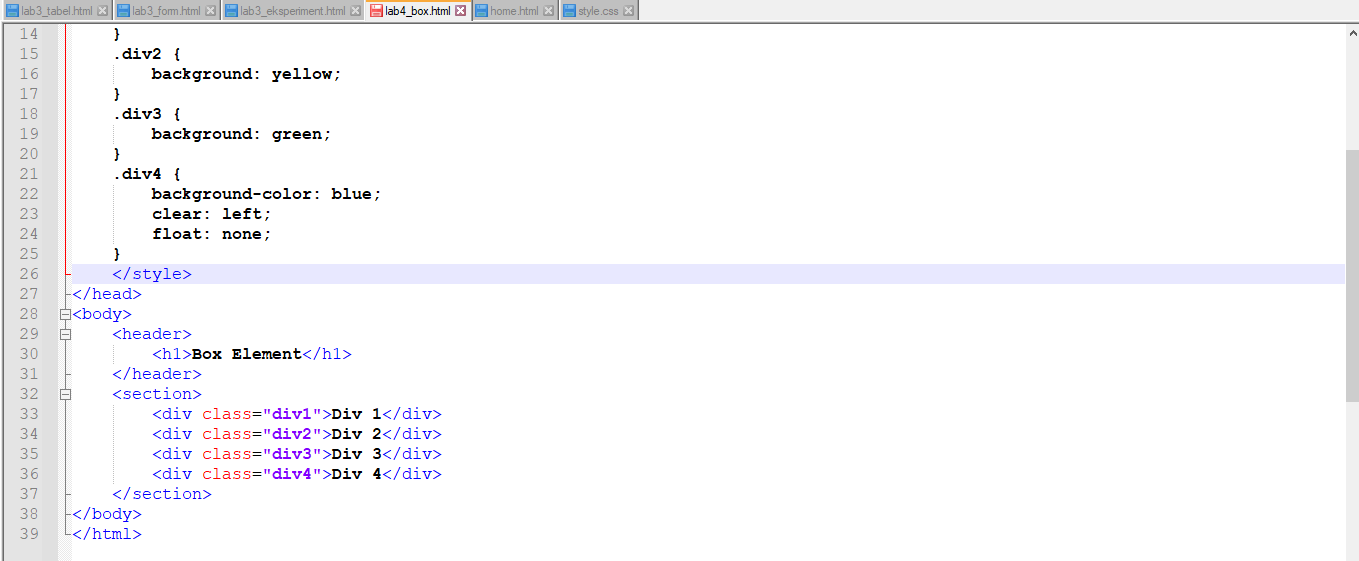 lab3_tabel.html lab3_form.html lab3_eksperiment.html lab4_box.html home.html style.css
14 }
15 .div2 {
16 background: yellow;
17 }
18 .div3 {
19 background: green;
20 }
21 .div4 {
22 background-color: blue;
23 clear: left;
24 float: none;
25 }
26 </style>
27 </head>
28 <body>
29 <header>
30 <h1>Box Element</h1>
31 </header>
32 <section>
33 <div class="div1">Div 1</div>
34 <div class="div2">Div 2</div>
35 <div class="div3">Div 3</div>
36 <div class="div4">Div 4</div>
37 </section>
38 </body>
39 </html>